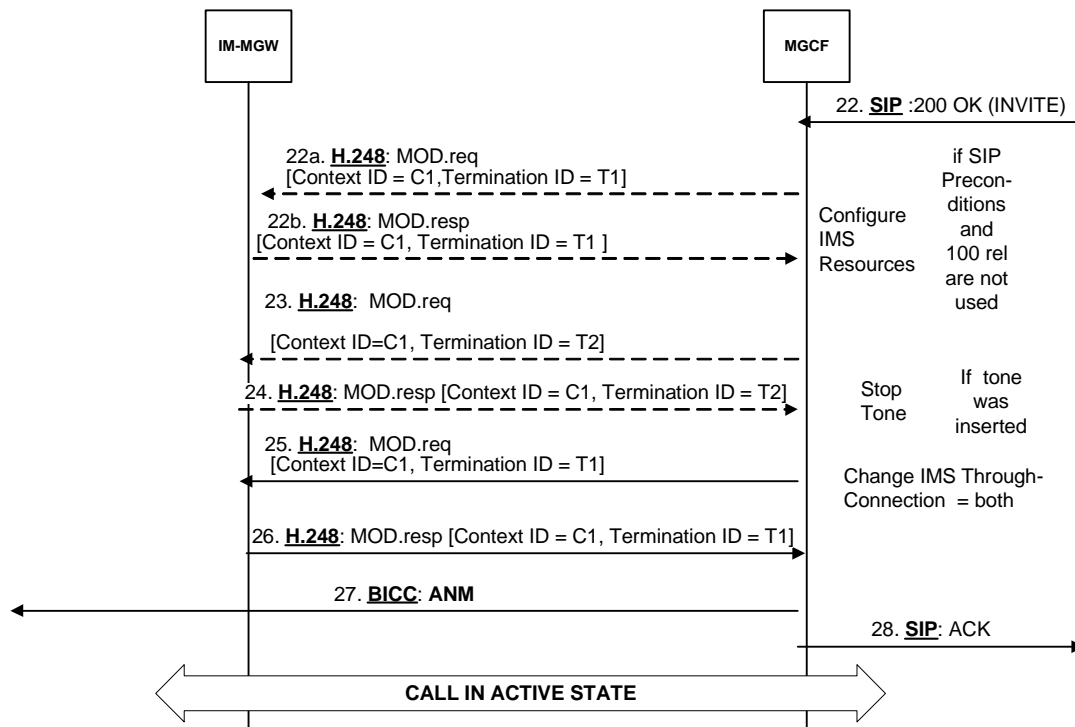 IM-MGW
MGCF
22. SIP :200 OK (INVITE)
22a. H.248: MOD.req
[Context ID = C1,Termination ID = T1]
22b. H.248: MOD.resp
[Context ID = C1, Termination ID = T1 ]
Configure
IMS
Resources
if SIP
Precon-
ditions
and
100 rel
are not
used
23. H.248:  MOD.req
[Context ID=C1, Termination ID = T2]
24. H.248: MOD.resp [Context ID = C1, Termination ID = T2]
Stop
Tone
If  tone
was
inserted
25. H.248:  MOD.req
[Context ID=C1, Termination ID = T1]
Change IMS Through-
Connection  = both
26. H.248: MOD.resp [Context ID = C1, Termination ID = T1]
27. BICC: ANM
28. SIP: ACK
CALL IN ACTIVE STATE